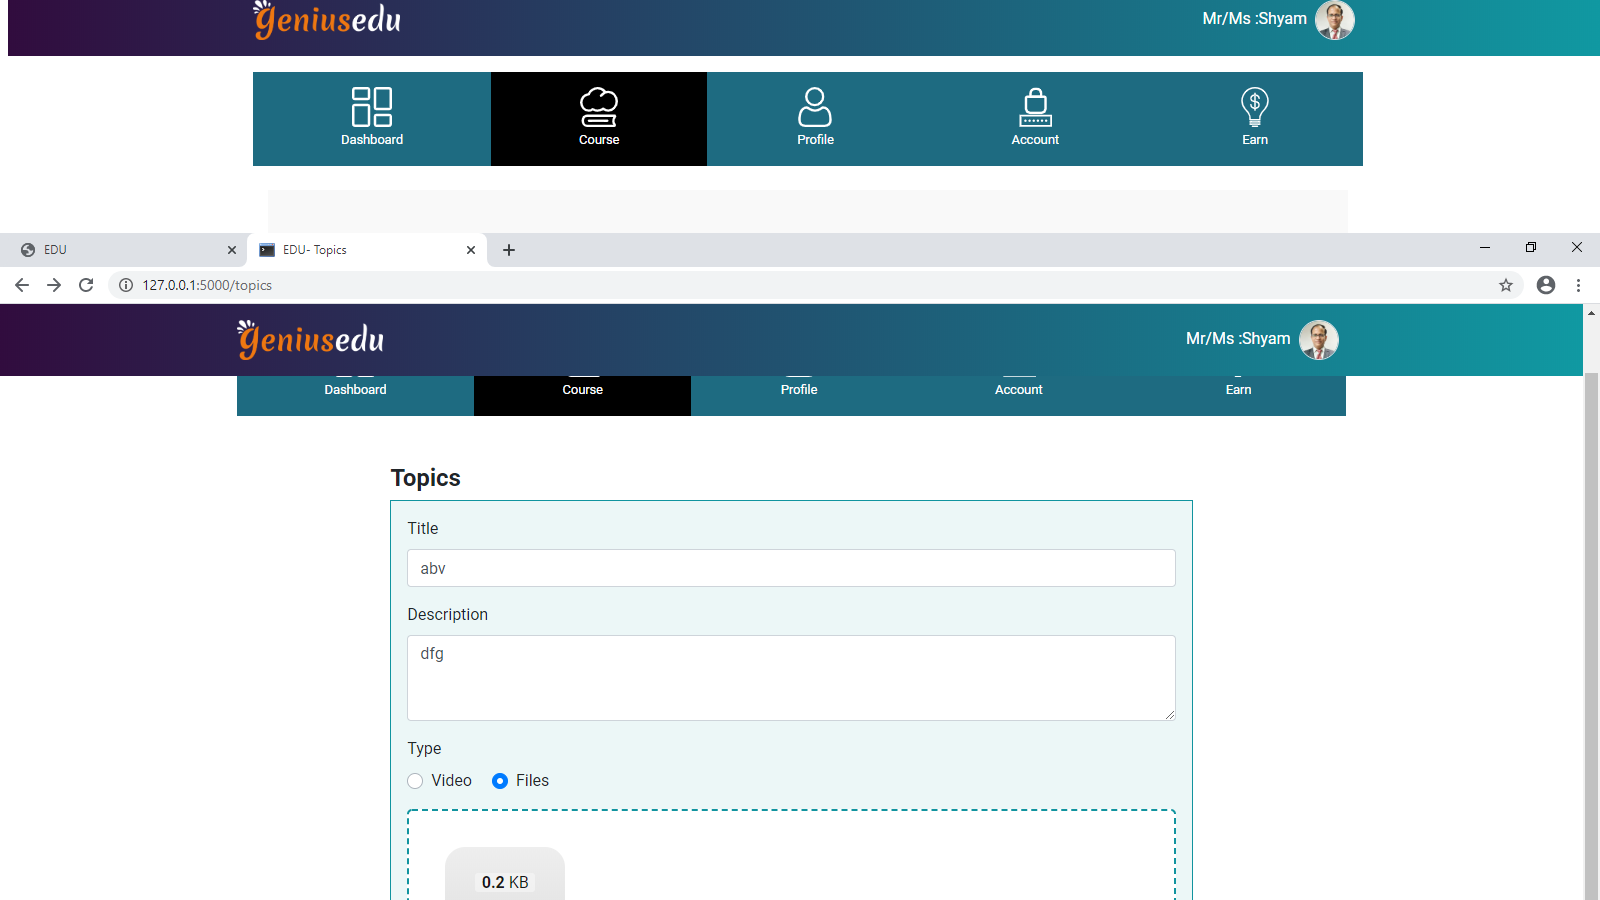 geniusedu
Mr/Ms :Shyam
Dashboard
Course
Profile
Account
Earn
EDU
EDU- Topics
127.0.0.1:5000/topics
geniusedu
Mr/Ms :Shyam
Dashboard
Course
Profile
Account
Earn
Topics
Title
abv
Description
dfg
Type
Video
Files
0.2 KB